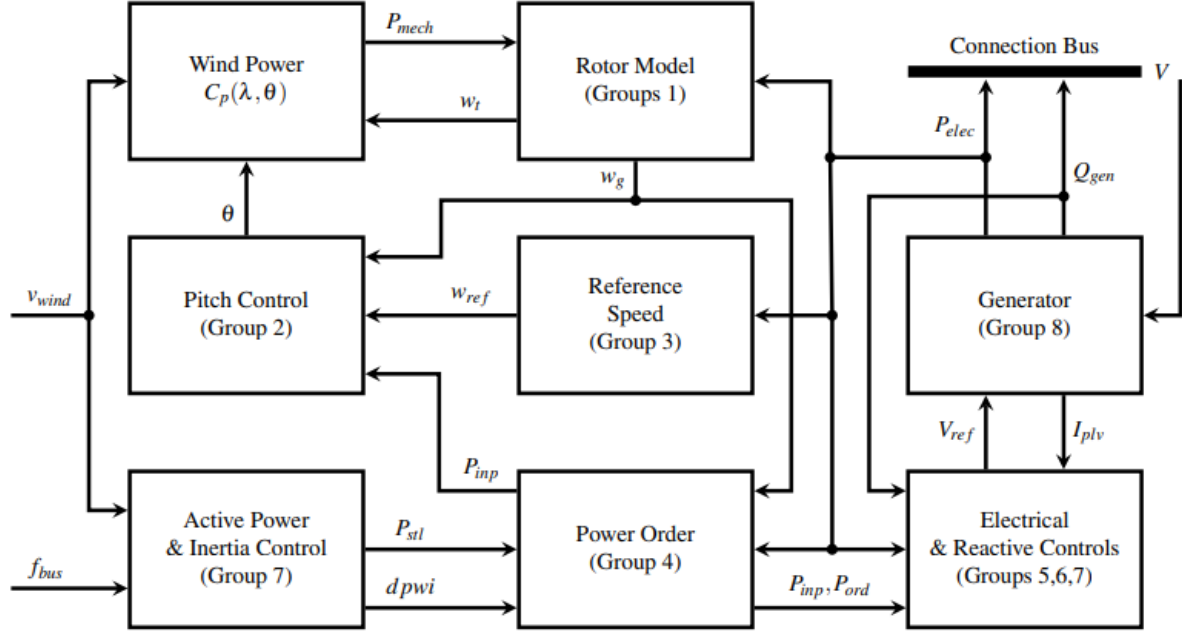 Wind Power
C_p(λ,θ)
P_mech
w_t
Rotor Model
(Groups 1)
Connection Bus
V
P_elec
Q_gen
w_g
θ
v_wind
Pitch Control
(Group 2)
w_ref
Reference
Speed
(Group 3)
Generator
(Group 8)
V_ref
I_plv
P_inp
f_bus
Active Power
& Inertia Control
(Group 7)
P_stl
dpwi
Power Order
(Group 4)
P_inp, P_ord
Electrical
& Reactive Controls
(Groups 5,6,7)